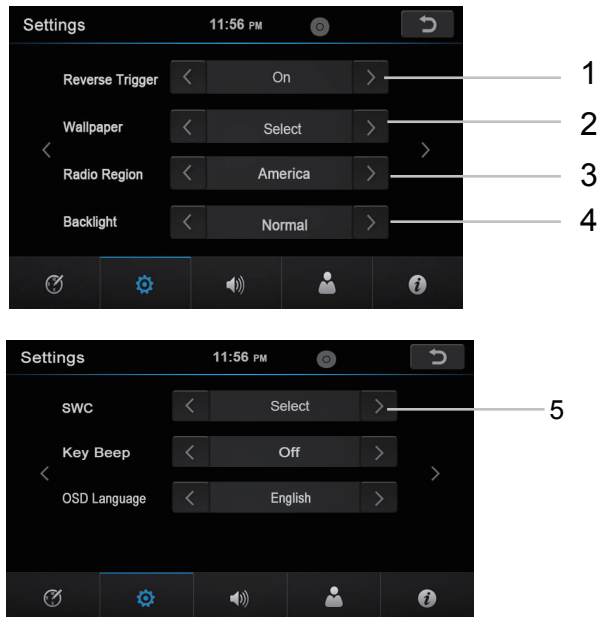 Settings 11:56 PM
Reverse Trigger On 1
Wallpaper Select 2
Radio Region America 3
Backlight Normal 4
Settings 11:56 PM
SWC Select 5
Key Beep Off
OSD Language English